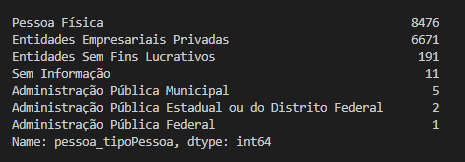 Pessoa Física 8476
Entidades Empresariais Privadas 6671
Entidades Sem Fins Lucrativos 191
Sem Informação 11
Administração Pública Municipal 5
Administração Pública Estadual ou do Distrito Federal 2
Administração Pública Federal 1
Name: pessoa_tipoPessoa, dtype: int64